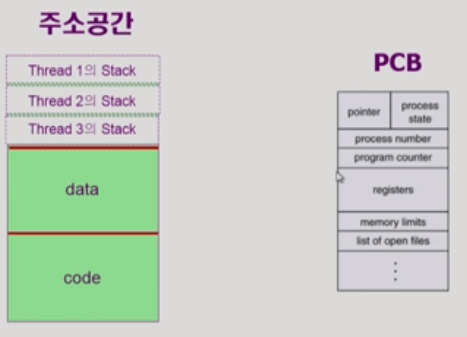 주소공간
Thread 1의 Stack
Thread 2의 Stack
Thread 3의 Stack
data
code
PCB
pointer
process
state
process number
program counter
registers
memory limits
list of open files